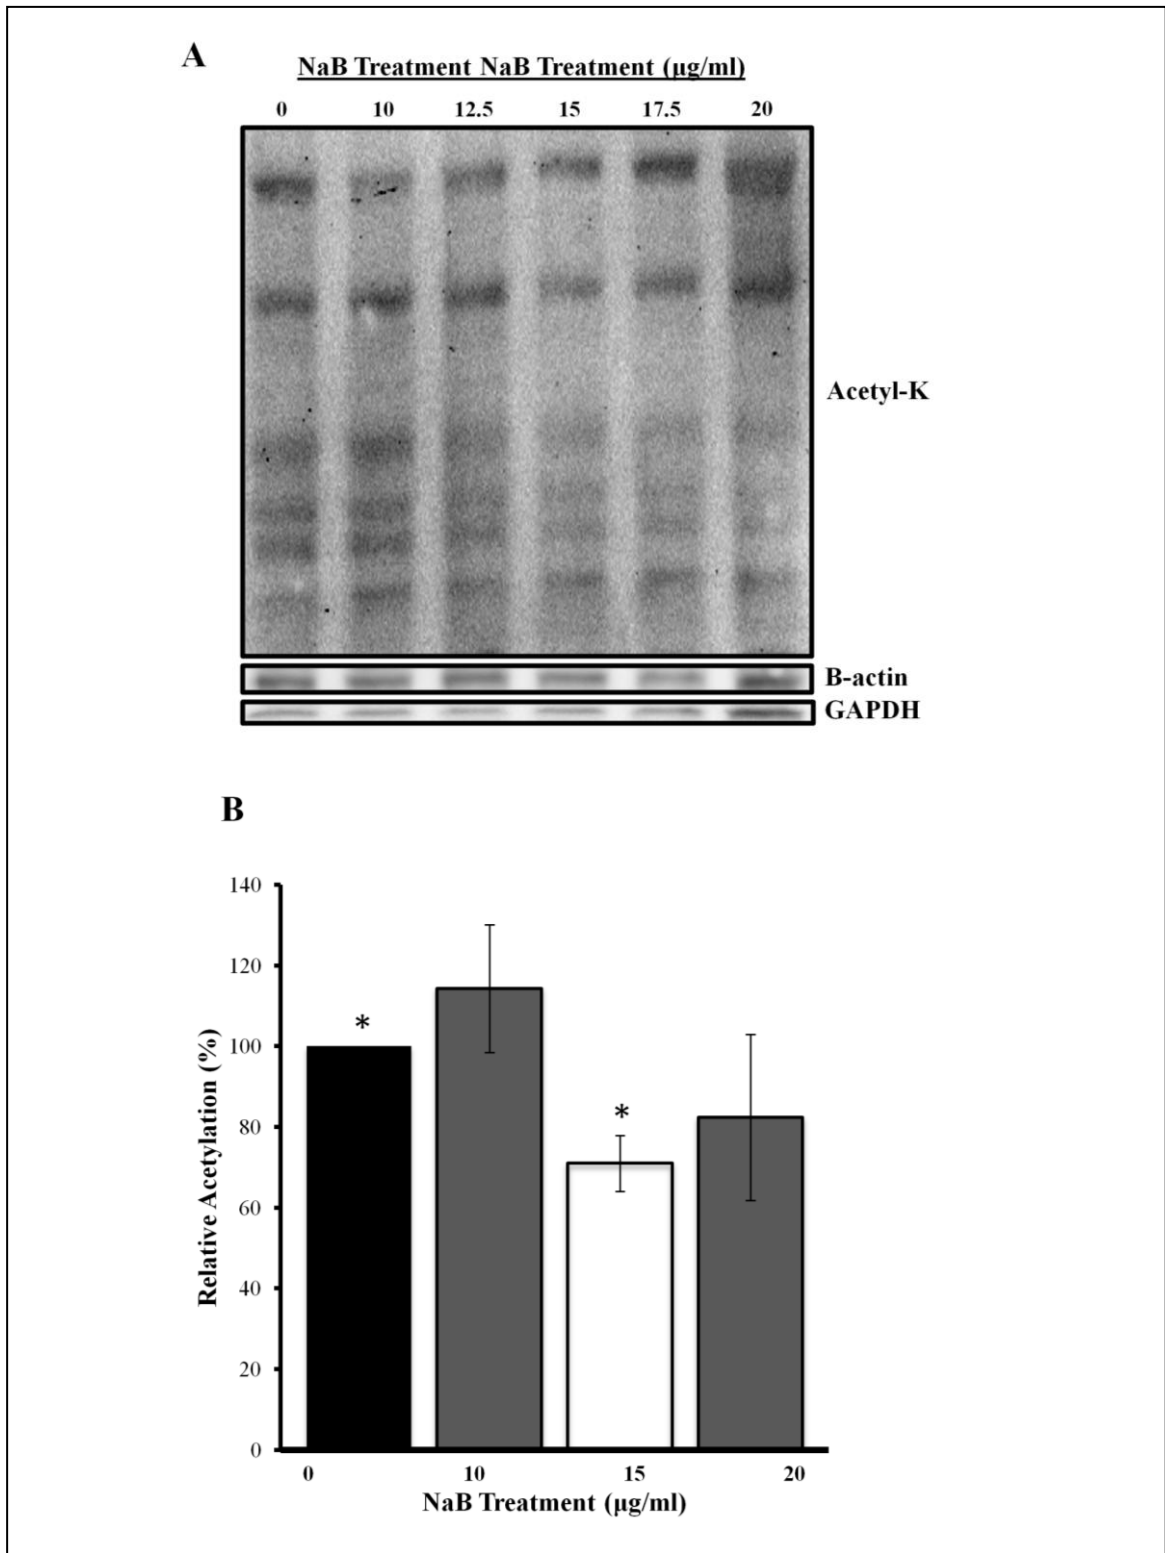 A
NaB Treatment NaB Treatment (µg/ml)
0 10 12.5 15 17.5 20
Acetyl-K
B-actin
GAPDH
B
140
120
100
80
60
40
20
0
Relative Acetylation (%)
*
*
0 10 15 20
NaB Treatment (µg/ml)